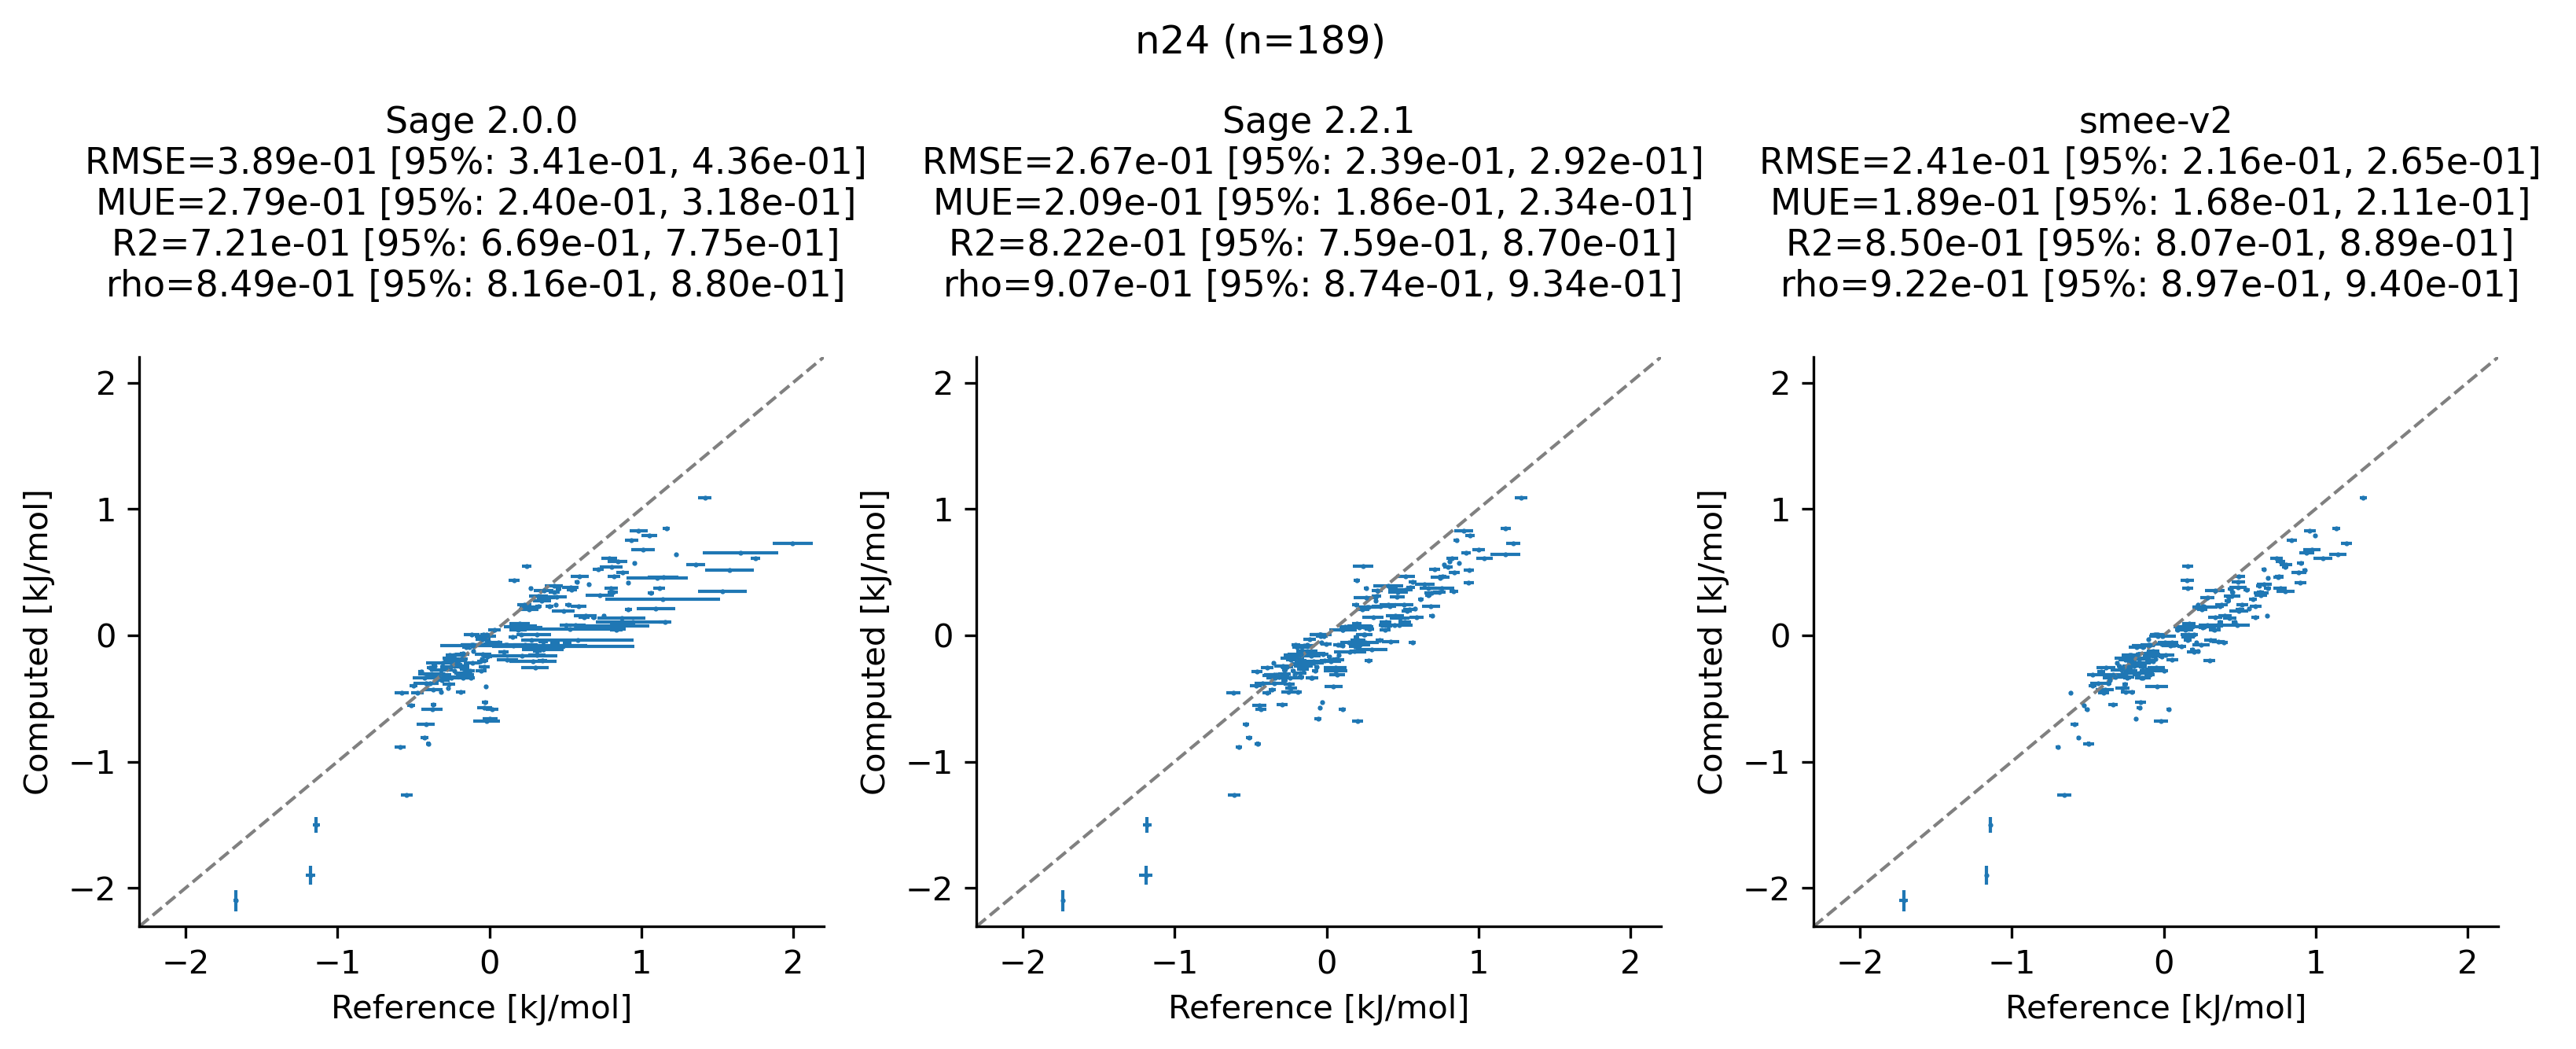 n24 (n=189)
Sage 2.0.0
RMSE=3.89e-01 [95%: 3.41e-01, 4.36e-01]
MUE=2.79e-01 [95%: 2.40e-01, 3.18e-01]
R2=7.21e-01 [95%: 6.69e-01, 7.75e-01]
rho=8.49e-01 [95%: 8.16e-01, 8.80e-01]
2
1
0
−1
−2
Computed [kJ/mol]
−2 −1 0 1 2
Reference [kJ/mol]
Sage 2.2.1
RMSE=2.67e-01 [95%: 2.39e-01, 2.92e-01]
MUE=2.09e-01 [95%: 1.86e-01, 2.34e-01]
R2=8.22e-01 [95%: 7.59e-01, 8.70e-01]
rho=9.07e-01 [95%: 8.74e-01, 9.34e-01]
2
1
0
−1
−2
Computed [kJ/mol]
−2 −1 0 1 2
Reference [kJ/mol]
smee-v2
RMSE=2.41e-01 [95%: 2.16e-01, 2.65e-01]
MUE=1.89e-01 [95%: 1.68e-01, 2.11e-01]
R2=8.50e-01 [95%: 8.07e-01, 8.89e-01]
rho=9.22e-01 [95%: 8.97e-01, 9.40e-01]
2
1
0
−1
−2
Computed [kJ/mol]
−2 −1 0 1 2
Reference [kJ/mol]